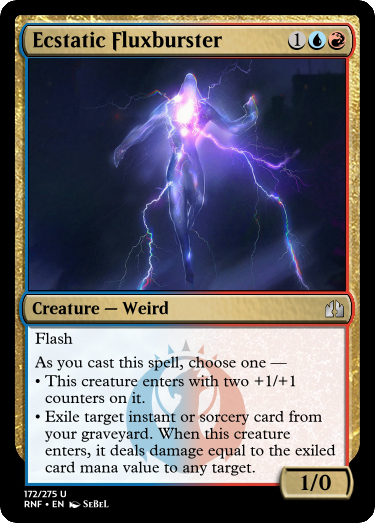 Ecstatic Fluxburster 1
Creature — Weird
Flash
As you cast this spell, choose one —
• This creature enters with two +1/+1
counters on it.
• Exile target instant or sorcery card from
your graveyard. When this creature
enters, it deals damage equal to the exiled
card mana value to any target.
1/0
172/275 U
RNF • EN SEBEL